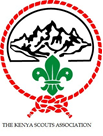 THE KENYA SCOUTS ASSOCIATION